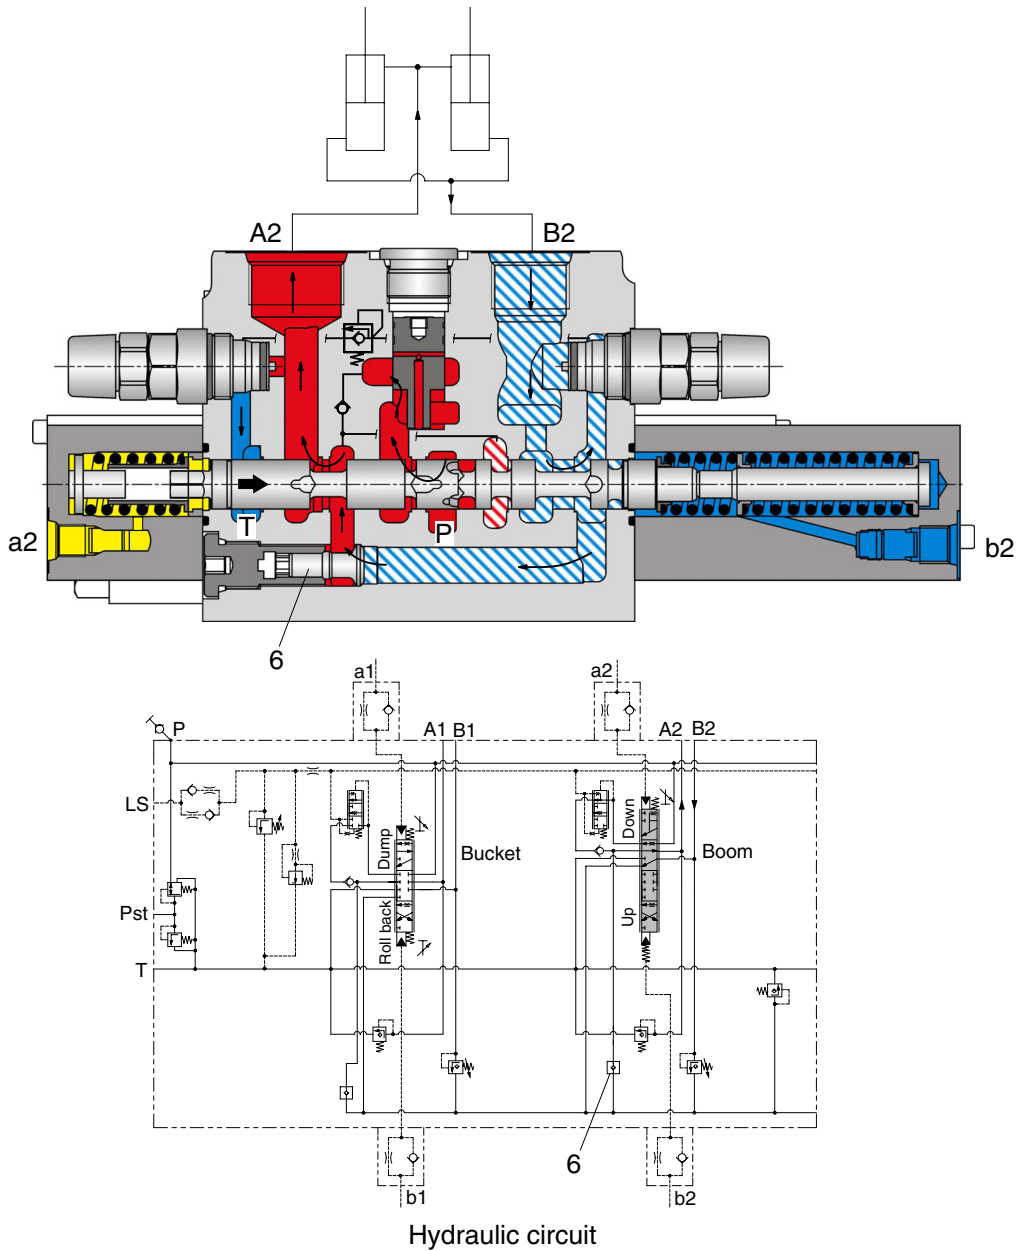 A2
B2
T
P
a2
b2
6
a1
a2
P
A1
B1
A2
B2
LS
Dump
Down
Bucket
Boom
Pst
Roll back
Up
T
6
b1
b2
Hydraulic circuit